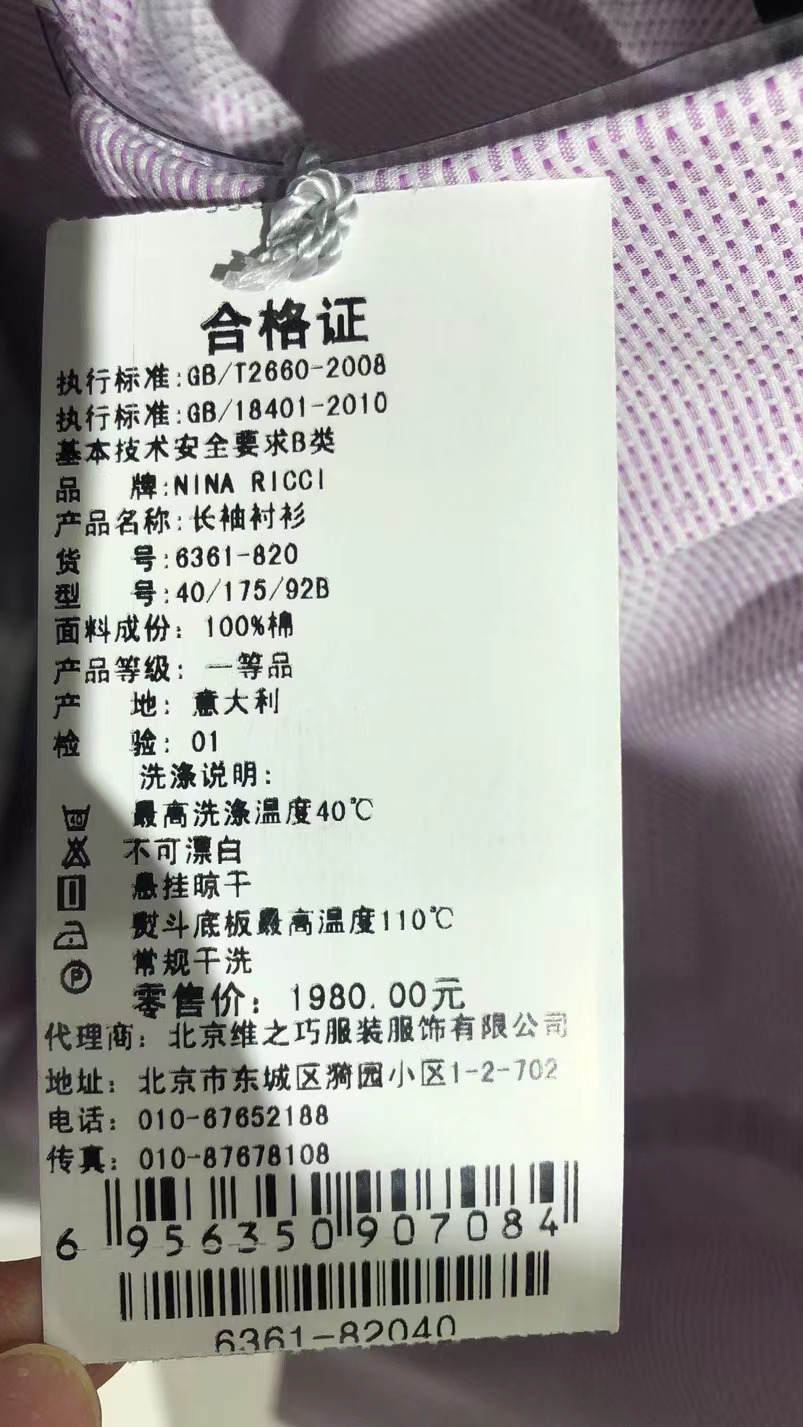 合格证
执行标准:GB/T2660-2008
执行标准:GB/18401-2010
基本技术安全要求B类
品 牌:NINA RICCI
产品名称:长袖衬衫
货 号:6361-820
型 号:40/175/92B
面料成份: 100%棉
产品等级: 一等品
产 地: 意大利
检 验: 01
洗涤说明:
40 最高洗涤温度40℃
不可漂白
悬挂晾干
熨斗底板最高温度110℃
P 常规干洗
零售价: 1980.00元
代理商: 北京维之巧服装服饰有限公司
地址: 北京市东城区漪园小区1-2-702
电话: 010-67652188
传真: 010-87678108
6 956350 907084
6361-82040